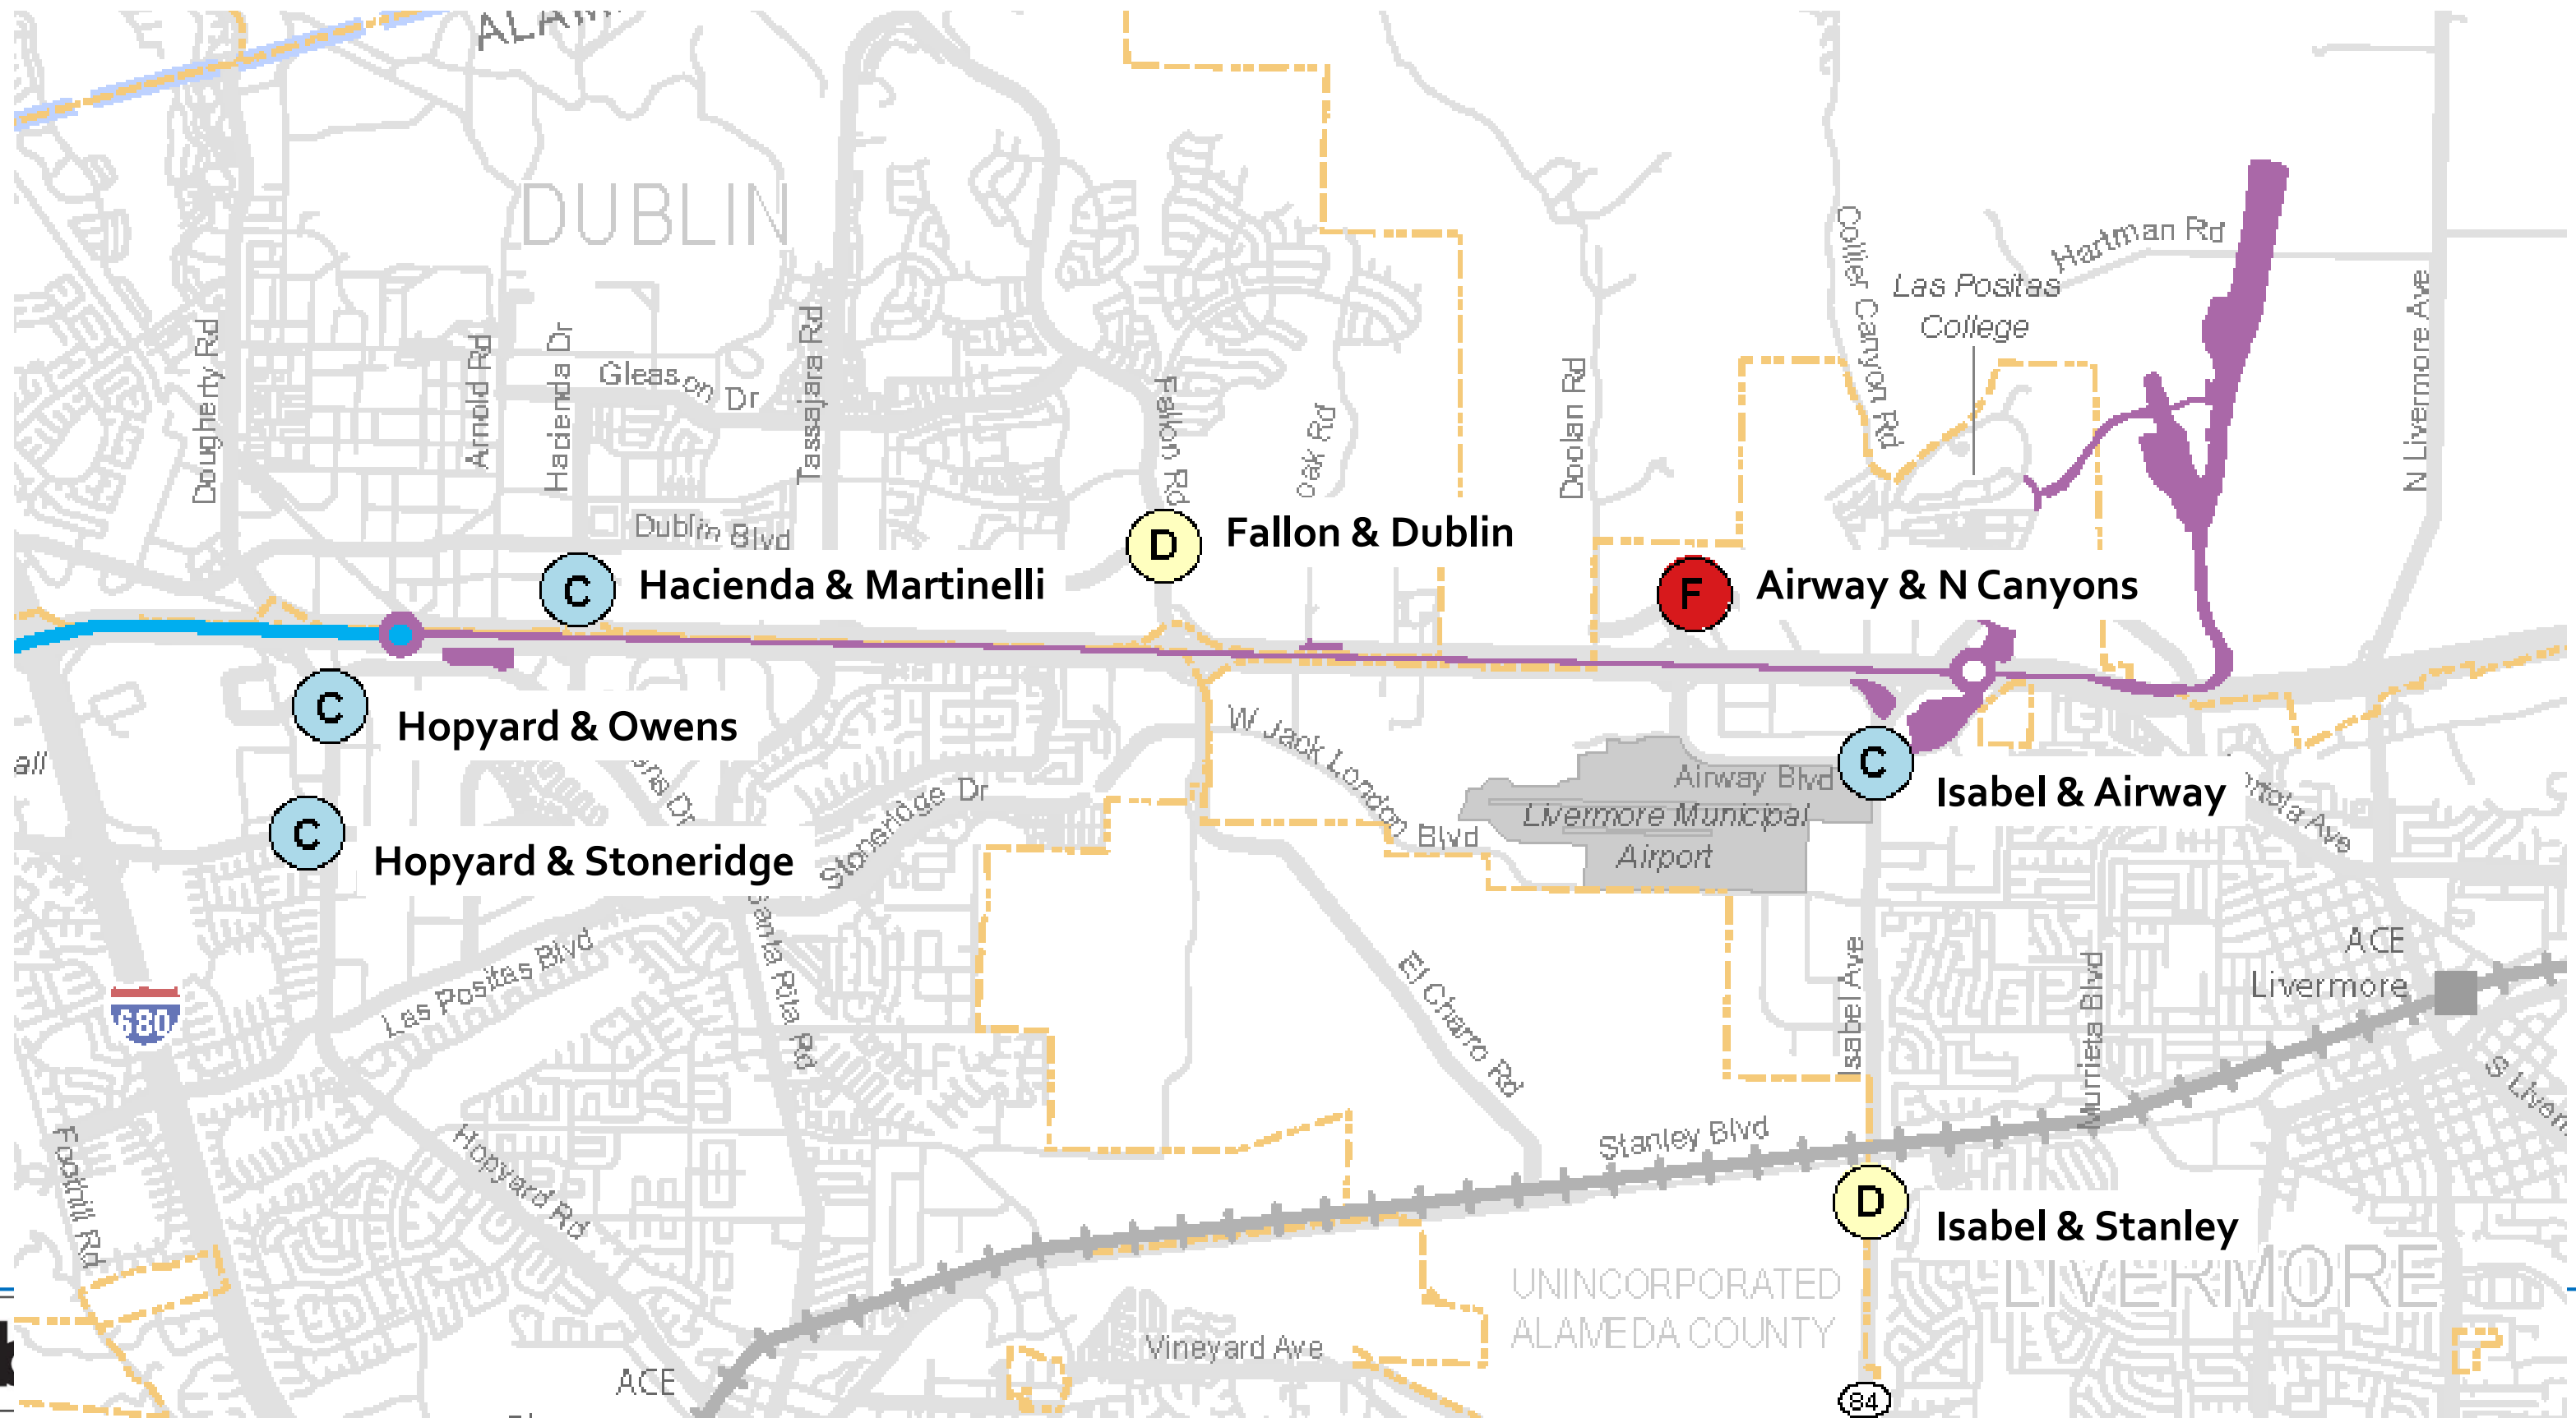 DUBLIN
Hartman Rd
Las Positas
College
Collier Canyon Rd
N Livermore Ave
Dougherty Rd
Arnold Rd
Hacienda Dr
Gleason Dr
Tassajara Rd
Fallon Rd
Oak Rd
Doolan Rd
Dublin Blvd
D
Fallon & Dublin
C
Hacienda & Martinelli
F
Airway & N Canyons
C
Hopyard & Owens
W Jack London Blvd
Airway Blvd
Livermore Municipal
Airport
C
Isabel & Airway
Ave
Dr
Stoneridge Dr
C
Hopyard & Stoneridge
Las Positas Blvd
Santa Rita Rd
El Charro Rd
Isabel Ave
Murrieta Blvd
ACE
Livermore
680
Foothill Rd
Hopyard Rd
Stanley Blvd
D
Isabel & Stanley
UNINCORPORATED
ALAMEDA COUNTY
LIVERMORE
Vineyard Ave
ACE
84